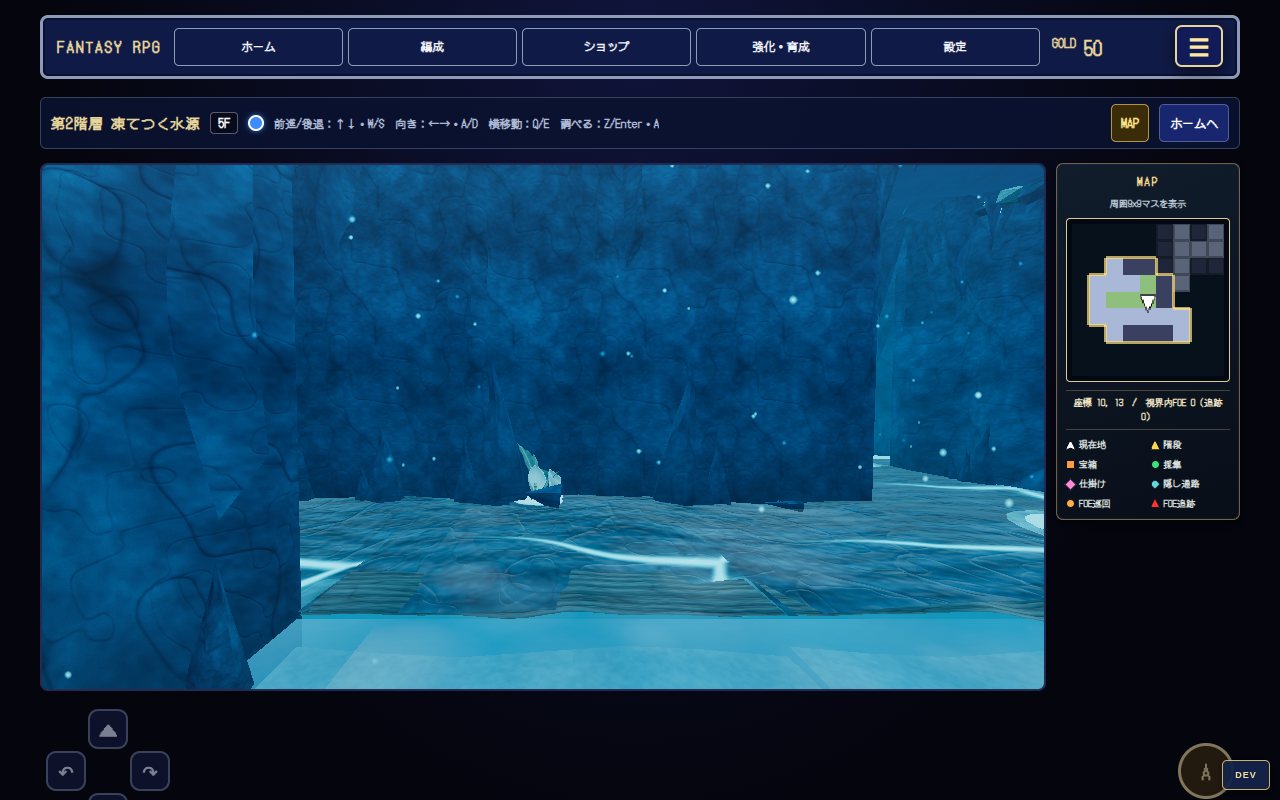 FANTASY RPG
ホーム
編成
ショップ
強化・育成
設定
GOLD 50
第2階層 凍てつく水源 5F
前進/後退：↑↓・W/S 向き：←→・A/D 横移動：Q/E 調べる：Z/Enter・A
MAP
ホームへ
MAP
周囲9x9マスを表示
座標 10, 13 / 視界内FOE 0（追跡
0）
現在地
階段
宝箱
採集
仕掛け
隠し通路
FOE巡回
FOE追跡
A
DEV